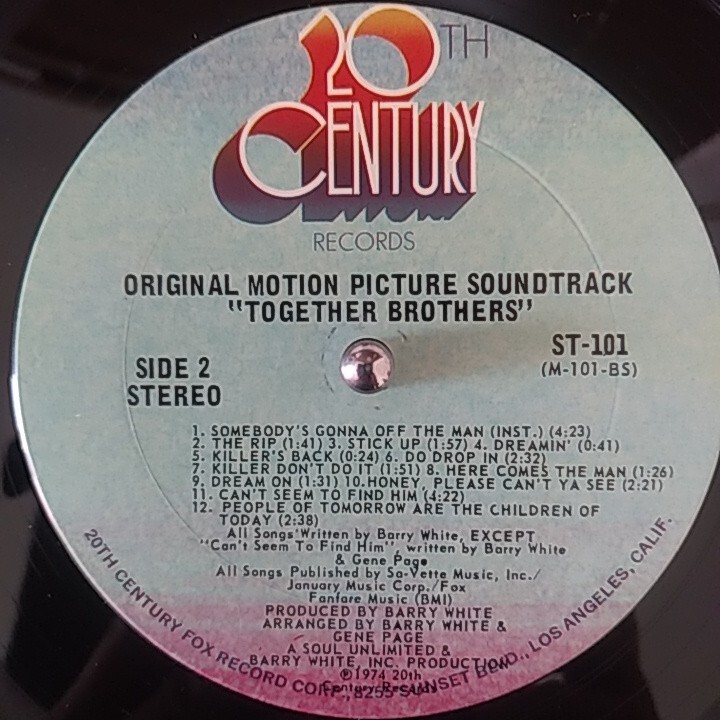 20TH
CENTURY
RECORDS
ORIGINAL MOTION PICTURE SOUNDTRACK
"TOGETHER BROTHERS"
SIDE 2
STEREO
ST-101
(M-101-BS)
1. SOMEBODY'S GONNA OFF THE MAN (INST.) (4:23)
2. THE RIP (1:41) 3. STICK UP (1:57) 4. DREAMIN' (0:41)
5. KILLER'S BACK (0:24) 6. DO DROP IN (2:32)
7. KILLER DON'T DO IT (1:51) 8. HERE COMES THE MAN (1:26)
9. DREAM ON (1:31) 10.HONEY, PLEASE CAN'T YA SEE (2:21)
11. CAN'T SEEM TO FIND HIM (4:22)
12. PEOPLE OF TOMORROW ARE THE CHILDREN OF
TODAY (2:38)
All Songs Written by Barry White, EXCEPT
"Can't Seem To Find Him", written by Barry White
& Gene Page
All Songs Published by Sa-Vette Music, Inc./
January Music Corp./Fox
Fanfare Music (BMI)
PRODUCED BY BARRY WHITE
ARRANGED BY BARRY WHITE &
GENE PAGE
A SOUL UNLIMITED &
BARRY WHITE, INC. PRODUCTION
℗1974 20th
Century Records
20TH CENTURY FOX RECORD CORP., 8255 SUNSET BLVD., LOS ANGELES, CALIF.